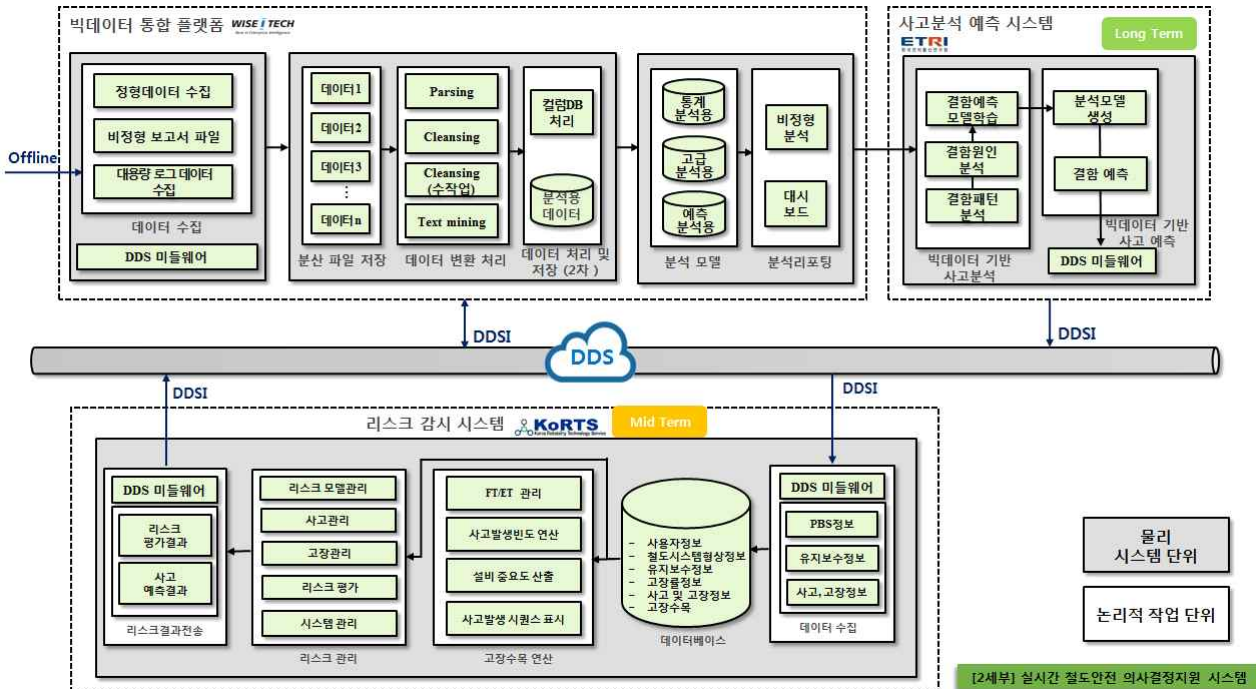 빅데이터 통합 플랫폼 WISE iTECH
사고분석 예측 시스템
ETRI
Long Term
Offline
정형데이터 수집
비정형 보고서 파일
대용량 로그 데이터
수집
데이터 수집
DDS 미들웨어
데이터1
데이터2
데이터3
⋮
데이터n
분산 파일 저장
Parsing
Cleansing
Cleansing
(수작업)
Text mining
데이터 변환 처리
컬럼DB
처리
분석용
데이터
데이터 처리 및
저장 (2차)
통계
분석용
고급
분석용
예측
분석용
분석 모델
비정형
분석
대시
보드
분석리포팅
결함예측
모델학습
결함원인
분석
결함패턴
분석
빅데이터 기반
사고분석
분석모델
생성
결함 예측
빅데이터 기반
사고 예측
DDS 미들웨어
DDSI
DDS
DDSI
DDSI
DDSI
리스크 감시 시스템 KoRTS
Mid Term
DDS 미들웨어
리스크
평가결과
사고
예측결과
리스크결과전송
리스크 모델관리
사고관리
고장관리
리스크 평가
시스템 관리
리스크 관리
FT/ET 관리
사고발생빈도 연산
설비 중요도 산출
사고발생 시퀀스 표시
고장수목 연산
- 사용자정보
- 철도시스템형상정보
- 유지보수정보
- 고장률정보
- 사고 및 고장정보
- 고장수목
데이터베이스
DDS 미들웨어
PBS정보
유지보수정보
사고, 고장정보
데이터 수집
물리
시스템 단위
논리적 작업 단위
[2세부] 실시간 철도안전 의사결정지원 시스템